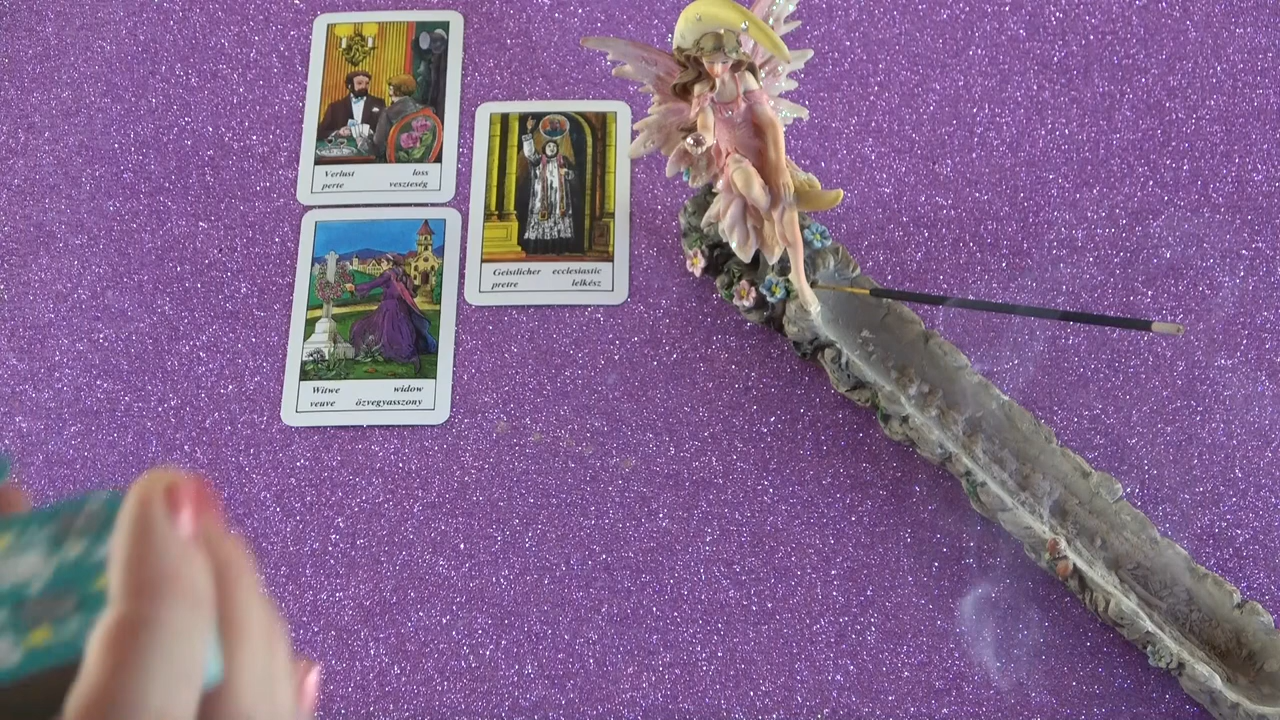 Verlust loss
perte veszteség
Geistlicher ecclesiastic
pretre lelkész
Witwe widow
veuve özvegyasszony